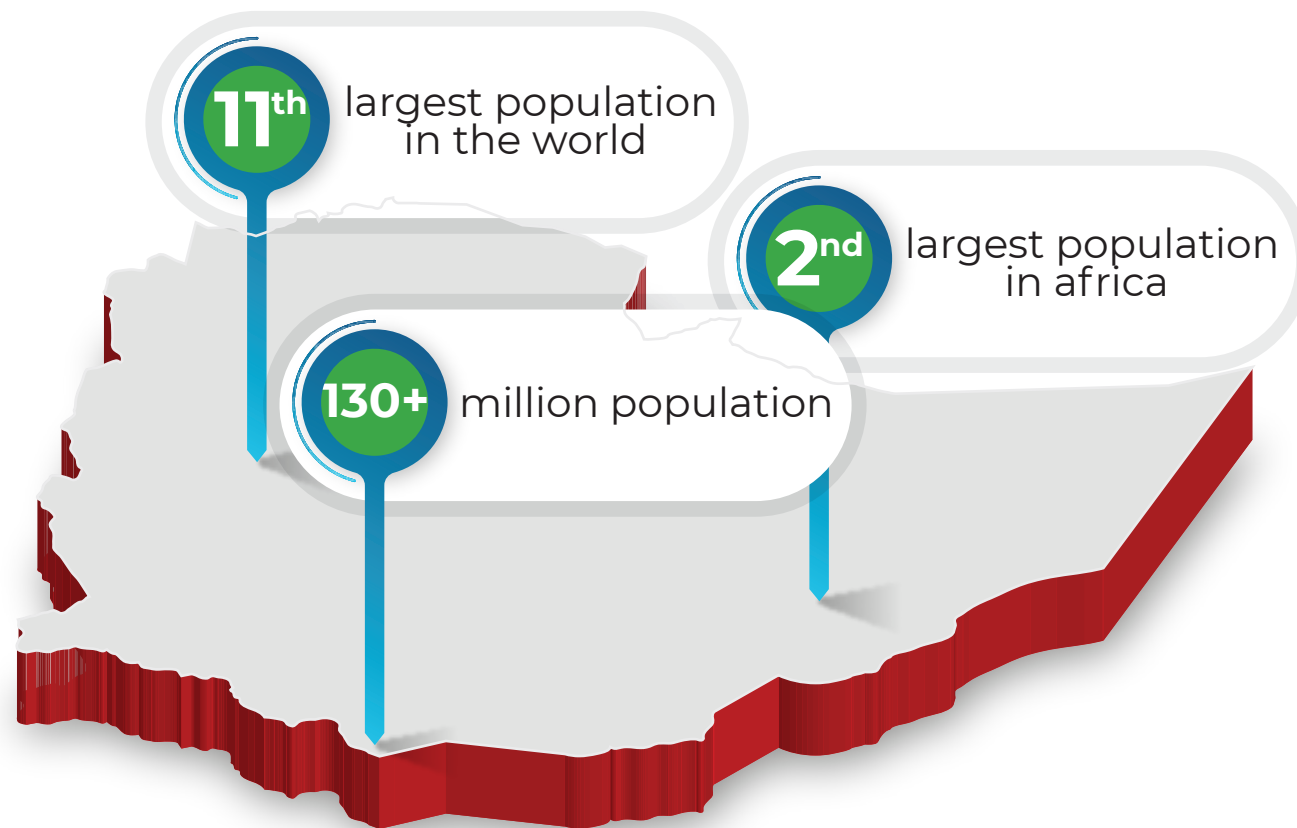 11th largest population
in the world
2nd largest population
in africa
130+ million population